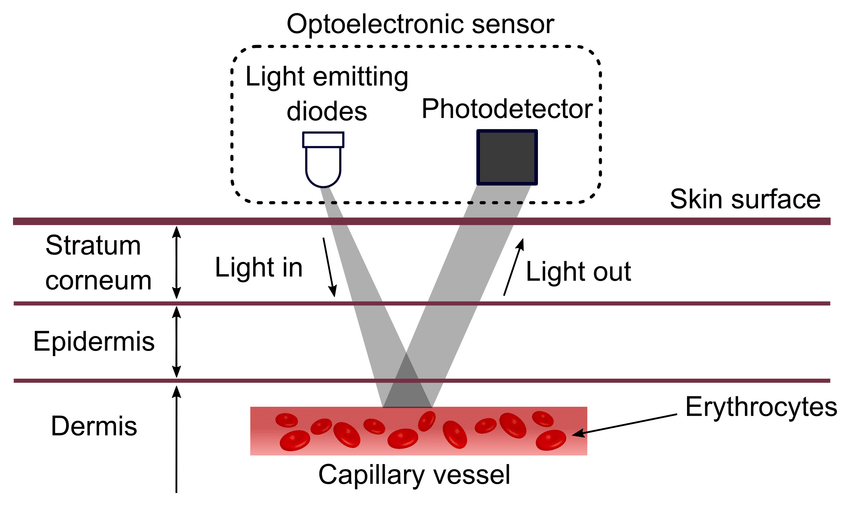 Optoelectronic sensor
Light emitting
diodes
Photodetector
Skin surface
Stratum
corneum
Light in
Light out
Epidermis
Dermis
Erythrocytes
Capillary vessel